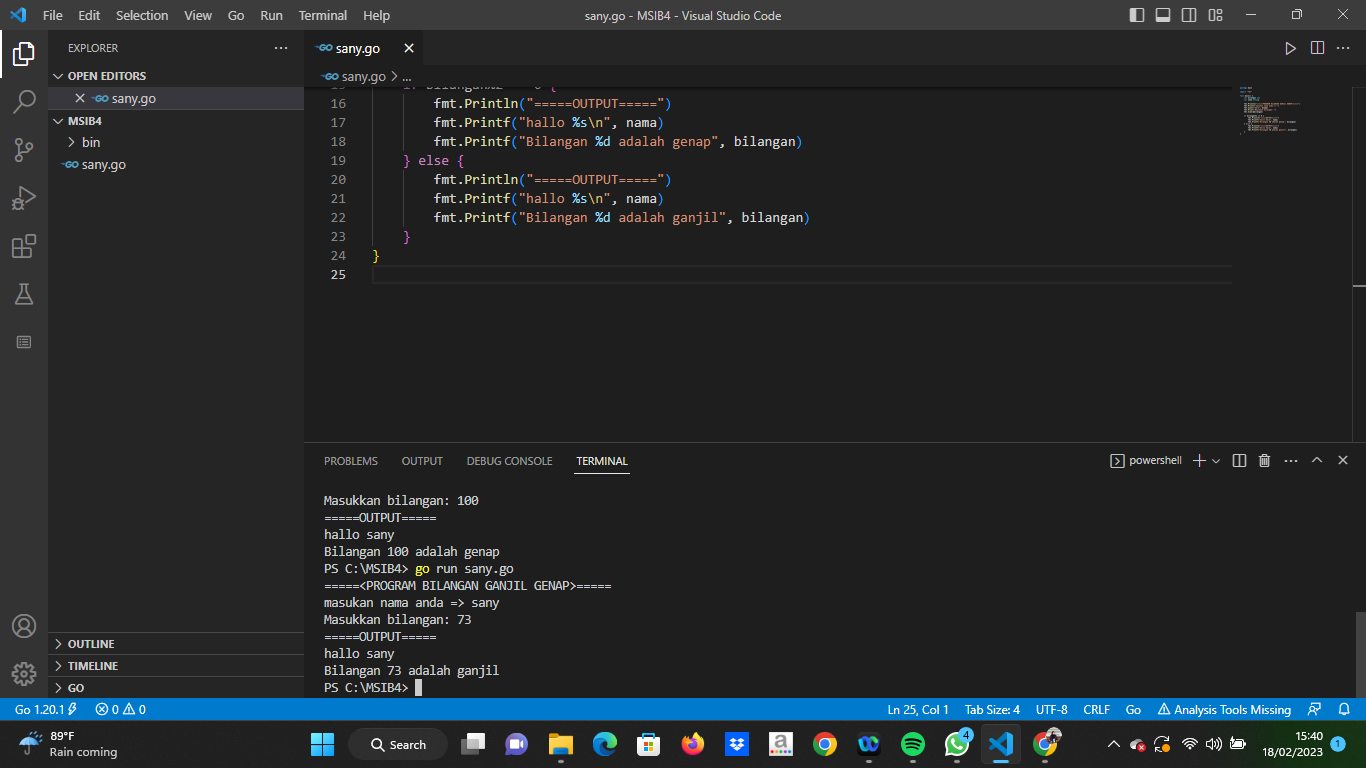 File Edit Selection View Go Run Terminal Help
sany.go - MSIB4 - Visual Studio Code
EXPLORER
OPEN EDITORS
GO sany.go
MSIB4
bin
GO sany.go
OUTLINE
TIMELINE
GO
GO sany.go
GO sany.go > ...
16 fmt.Println("=====OUTPUT=====")
17 fmt.Printf("hallo %s\n", nama)
18 fmt.Printf("Bilangan %d adalah genap", bilangan)
19 } else {
20 fmt.Println("=====OUTPUT=====")
21 fmt.Printf("hallo %s\n", nama)
22 fmt.Printf("Bilangan %d adalah ganjil", bilangan)
23 }
24 }
25
PROBLEMS OUTPUT DEBUG CONSOLE TERMINAL
powershell
Masukkan bilangan: 100
=====OUTPUT=====
hallo sany
Bilangan 100 adalah genap
PS C:\MSIB4> go run sany.go
=====<PROGRAM BILANGAN GANJIL GENAP>=====
masukan nama anda => sany
Masukkan bilangan: 73
=====OUTPUT=====
hallo sany
Bilangan 73 adalah ganjil
PS C:\MSIB4>
Go 1.20.1 0 0 Ln 25, Col 1 Tab Size: 4 UTF-8 CRLF Go Analysis Tools Missing
89°F
Rain coming
Search
a
4
15:40
18/02/2023
1